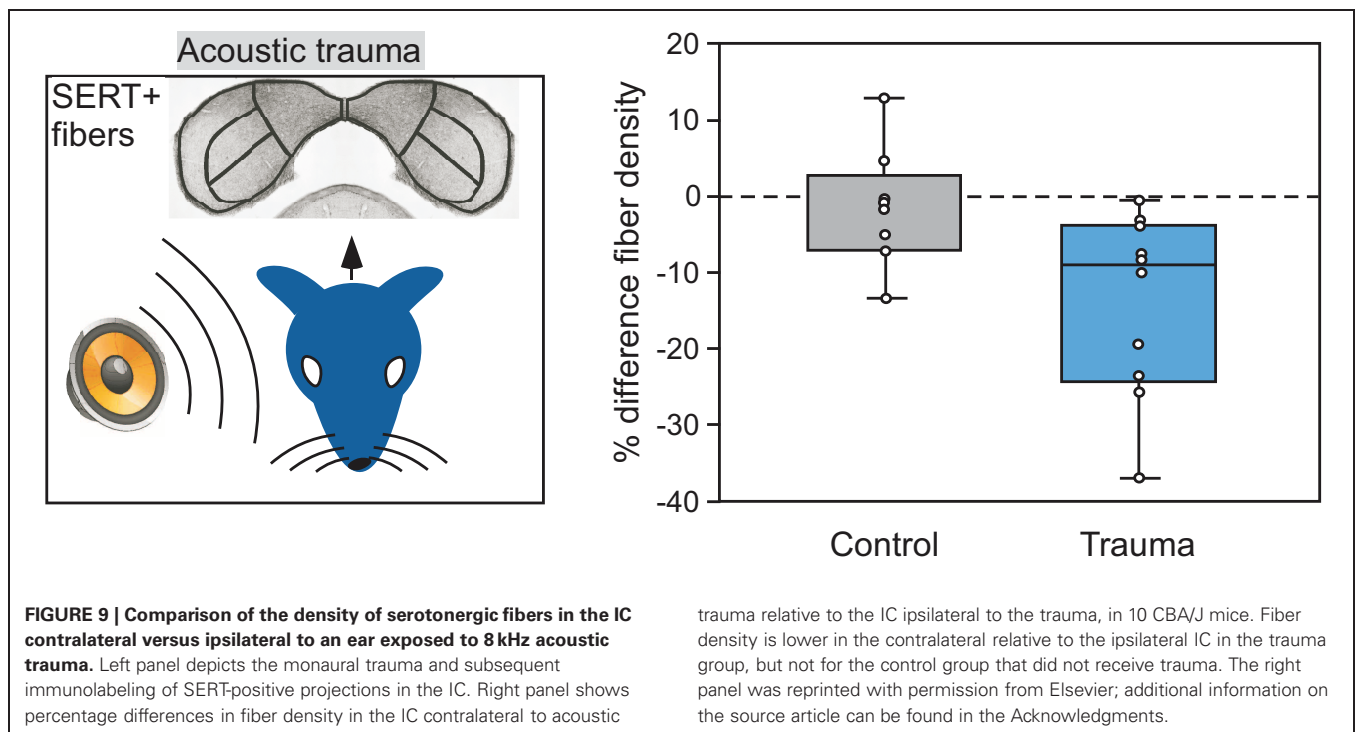 Acoustic trauma
SERT+
fibers
% difference fiber density
20
10
0
-10
-20
-30
-40
Control
Trauma
FIGURE 9 | Comparison of the density of serotonergic fibers in the IC
contralateral versus ipsilateral to an ear exposed to 8 kHz acoustic
trauma. Left panel depicts the monaural trauma and subsequent
immunolabeling of SERT-positive projections in the IC. Right panel shows
percentage differences in fiber density in the IC contralateral to acoustic
trauma relative to the IC ipsilateral to the trauma, in 10 CBA/J mice. Fiber
density is lower in the contralateral relative to the ipsilateral IC in the trauma
group, but not for the control group that did not receive trauma. The right
panel was reprinted with permission from Elsevier; additional information on
the source article can be found in the Acknowledgments.